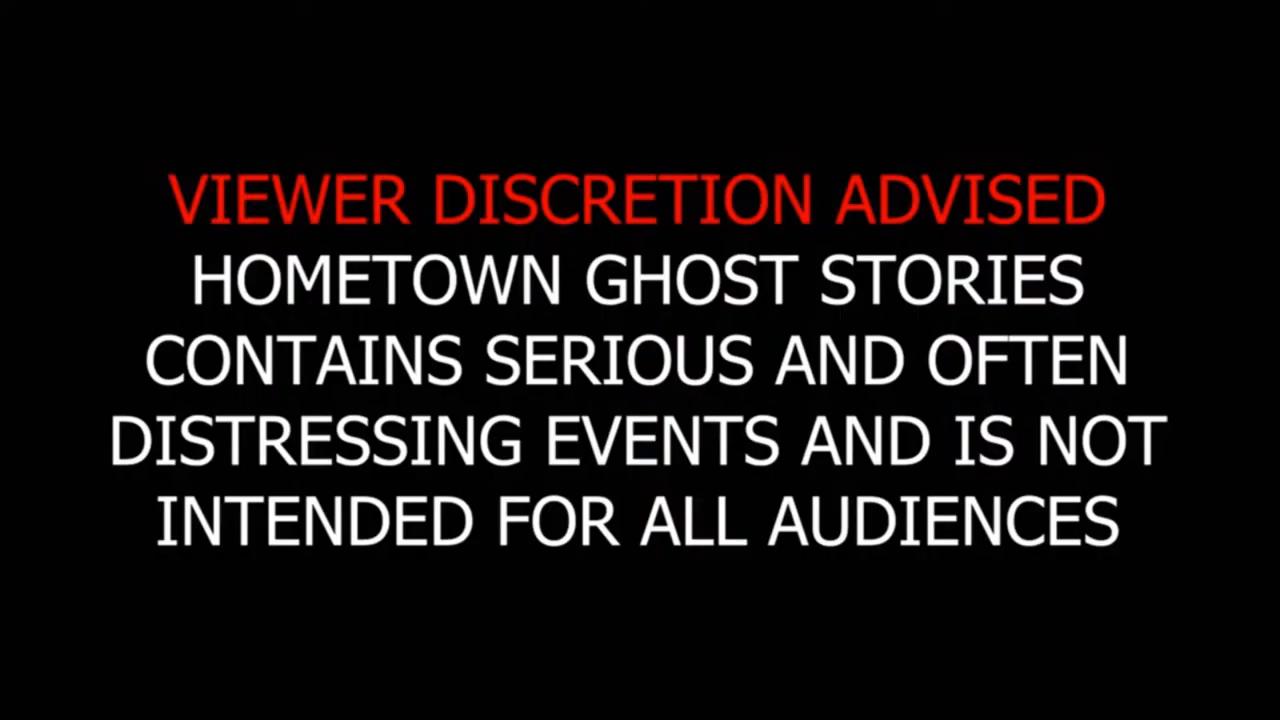 VIEWER DISCRETION ADVISED
HOMETOWN GHOST STORIES
CONTAINS SERIOUS AND OFTEN
DISTRESSING EVENTS AND IS NOT
INTENDED FOR ALL AUDIENCES